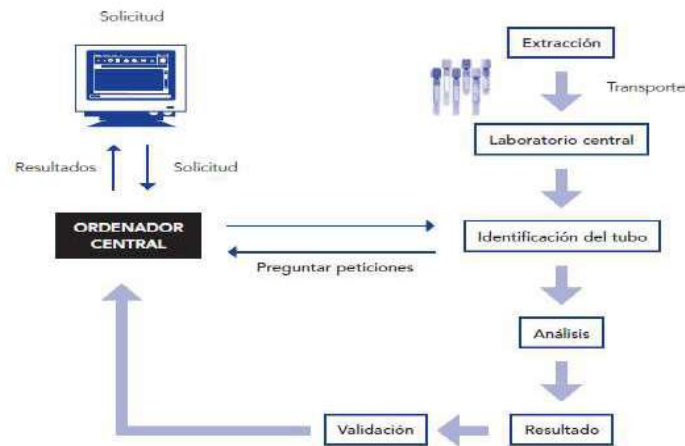 Solicitud
Extracción
Transporte
Laboratorio central
Resultados
Solicitud
ORDENADOR
CENTRAL
Identificación del tubo
Preguntar peticiones
Análisis
Validación
Resultado